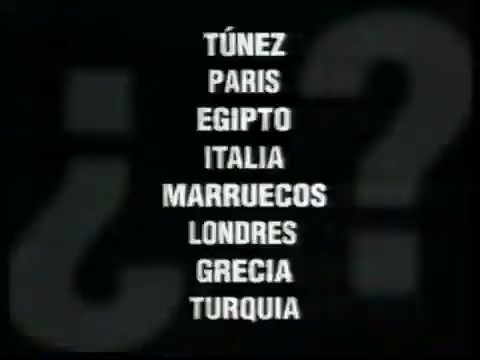 TÚNEZ
PARIS
EGIPTO
ITALIA
MARRUECOS
LONDRES
GRECIA
TURQUIA
¿?